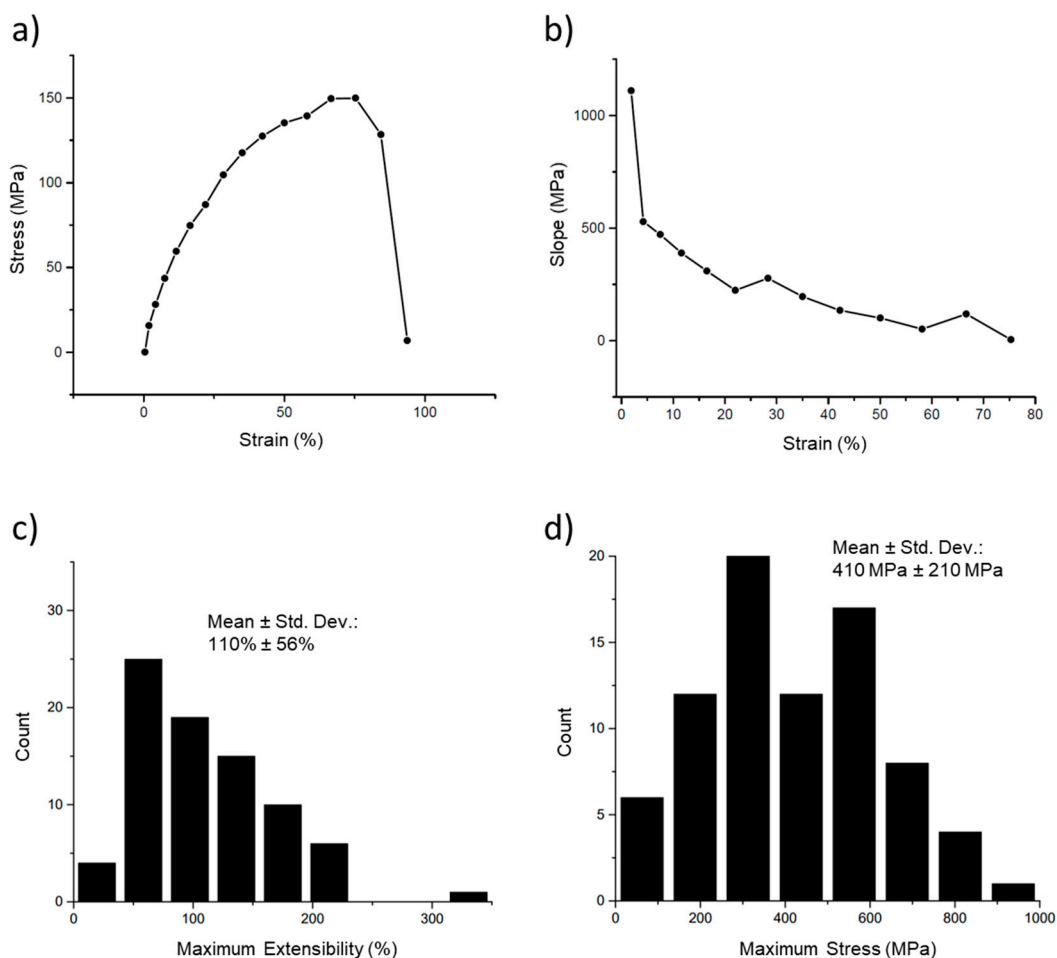 a)
150
100
50
0
Stress (MPa)
0
50
100
Strain (%)
b)
1000
500
0
Slope (MPa)
0
10
20
30
40
50
60
70
80
Strain (%)
c)
Mean ± Std. Dev.:
110% ± 56%
30
20
10
0
Count
0
100
200
300
Maximum Extensibility (%)
d)
Mean ± Std. Dev.:
410 MPa ± 210 MPa
20
15
10
5
0
Count
0
200
400
600
800
1000
Maximum Stress (MPa)